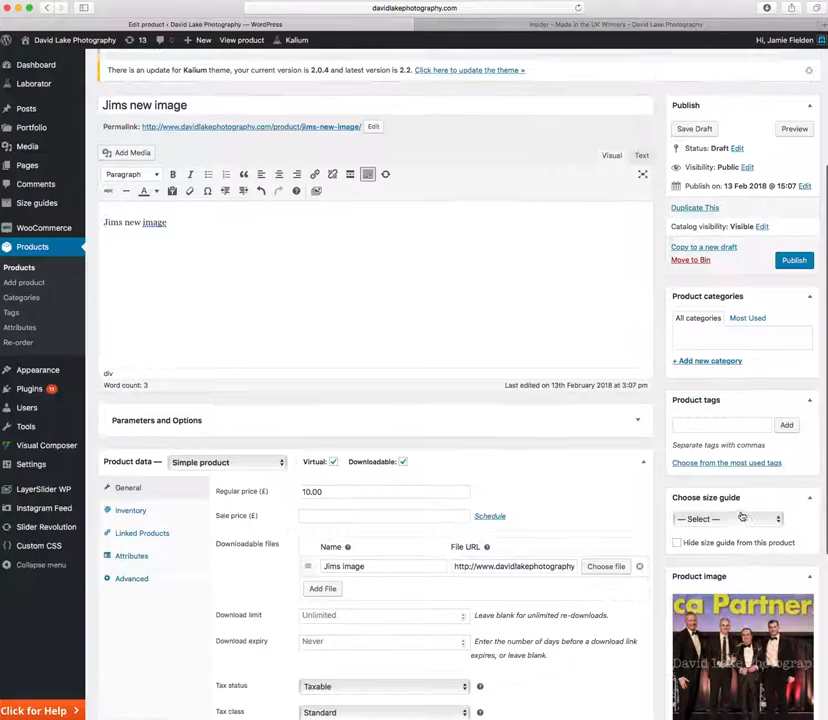 davidlakephotography.com
Edit product ‹ David Lake Photography — WordPress
Insider - Made in the UK Winners – David Lake Photography
David Lake Photography 13 New View product Kalium Hi, Jamie Fielden
There is an update for Kalium theme, your current version is 2.0.4 and latest version is 2.2. Click here to update the theme »
Dashboard
Laborator
Posts
Portfolio
Media
Pages
Comments
Size guides
WooCommerce
Products
Products
Add product
Categories
Tags
Attributes
Re-order
Appearance
Plugins 11
Users
Tools
Visual Composer
Settings
LayerSlider WP
Instagram Feed
Slider Revolution
Custom CSS
Collapse menu
Click for Help
Jims new image
Permalink: http://www.davidlakephotography.com/product/jims-new-image/ Edit
Add Media
Visual Text
Paragraph B I
ABC A
Jims new image
div
Word count: 3 Last edited on 13th February 2018 at 3:07 pm
Parameters and Options
Product data — Simple product Virtual: Downloadable:
General
Inventory
Linked Products
Attributes
Advanced
Regular price (£) 10.00
Sale price (£) Schedule
Downloadable files Name File URL
Jims image http://www.davidlakephotography Choose file
Add File
Download limit Unlimited Leave blank for unlimited re-downloads.
Download expiry Never Enter the number of days before a download link
expires, or leave blank.
Tax status Taxable
Tax class Standard
Publish
Save Draft Preview
Status: Draft Edit
Visibility: Public Edit
Publish on: 13 Feb 2018 @ 15:07 Edit
Duplicate This
Catalog visibility: Visible Edit
Copy to a new draft
Move to Bin
Publish
Product categories
All categories Most Used
+ Add new category
Product tags
Add
Separate tags with commas
Choose from the most used tags
Choose size guide
— Select —
Hide size guide from this product
Product image
ca Partner
David Lake Photograp